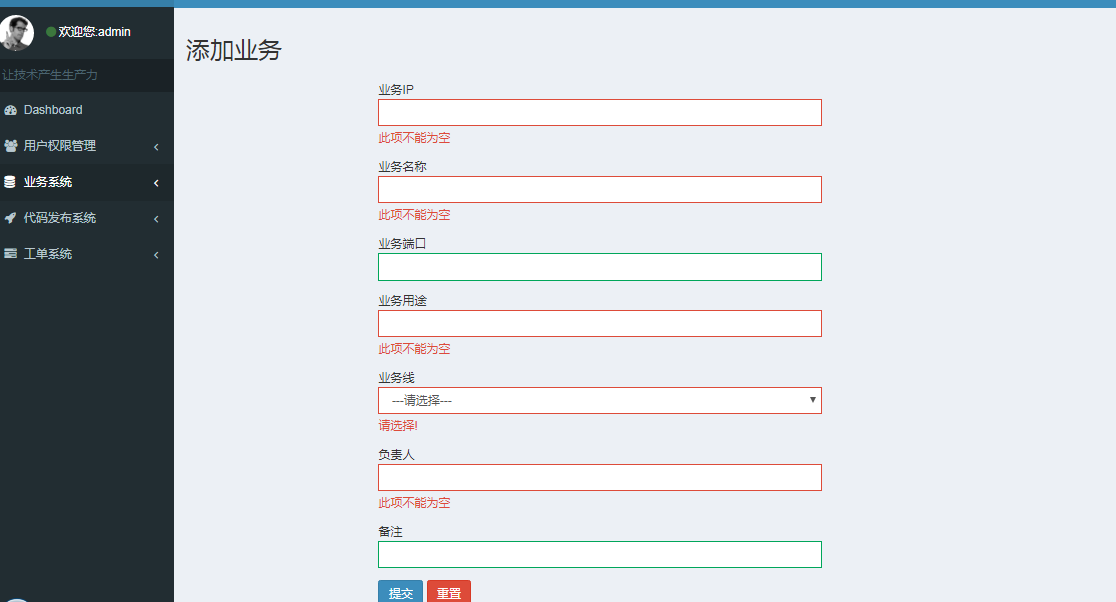 欢迎您:admin
让技术产生生产力
Dashboard
用户权限管理
业务系统
代码发布系统
工单系统
添加业务
业务IP
此项不能为空
业务名称
此项不能为空
业务端口
业务用途
此项不能为空
业务线
---请选择---
请选择!
负责人
此项不能为空
备注
提交 重置